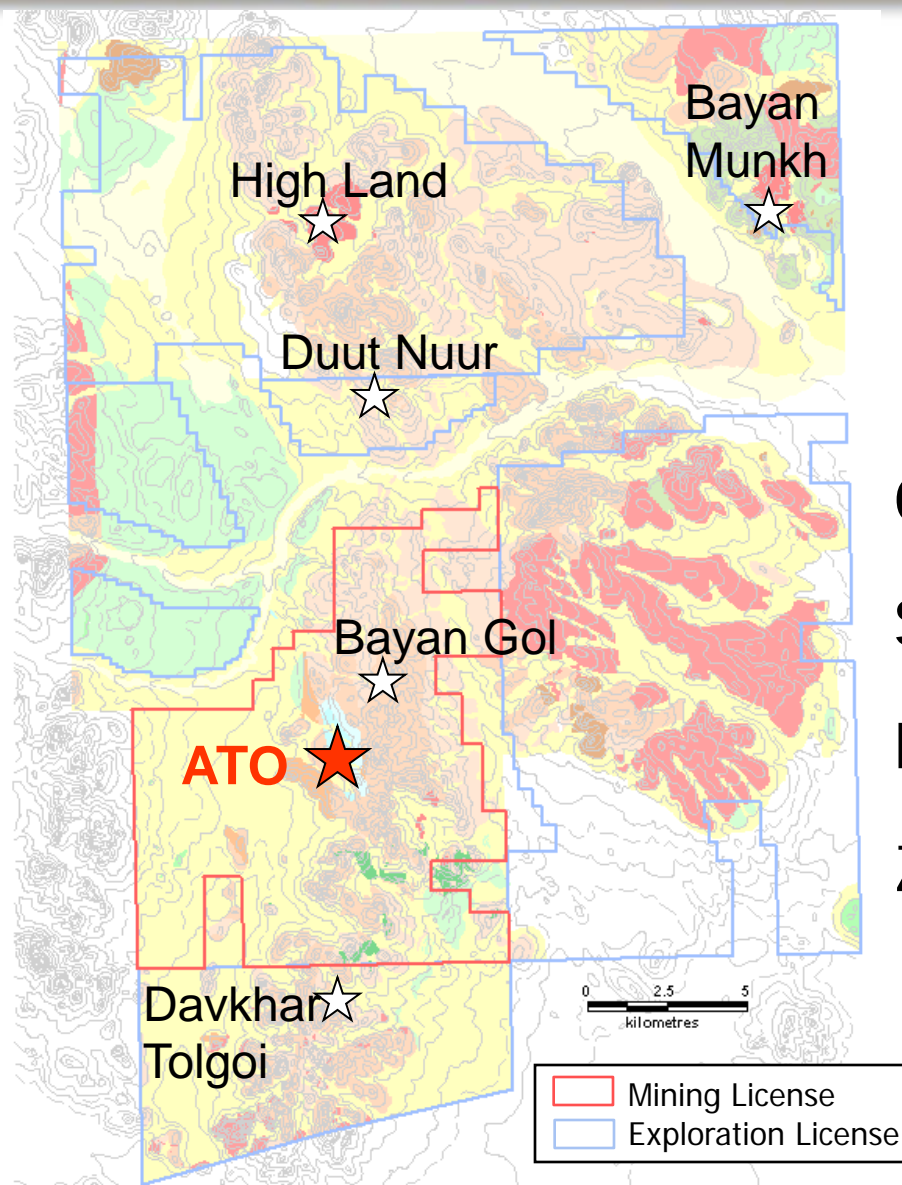 Bayan
Munkh
High Land
Duut Nuur
Bayan Gol
ATO
Davkhar
Tolgoi
0 2.5 5
kilometres
Mining License
Exploration License